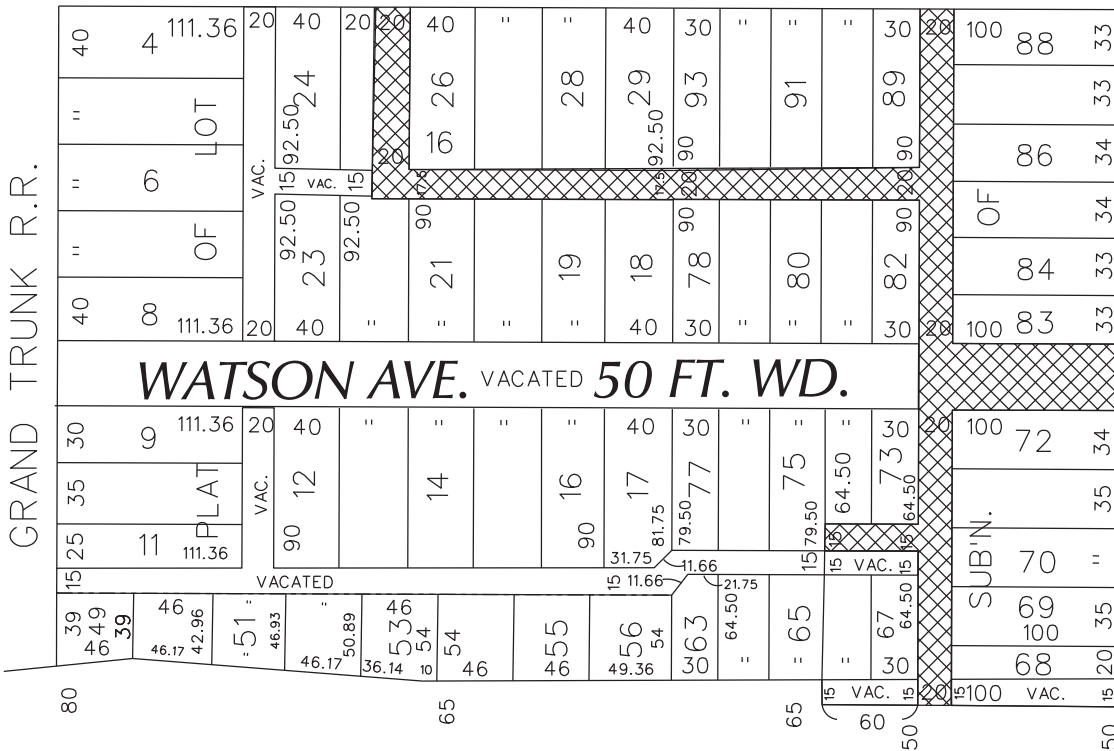 40 4 111.36 20 40 20 20 40 " " 40 30 " " 30 20 100 88 33
" LOT 92.50 24 26 28 29 93 91 89 33
16 92.50 90 90 86 34
" 6 VAC. 15 VAC. 15 20 17.5 17.5 20 20
" OF 92.50 23 92.50 90 21 19 18 90 78 80 90 82 OF 34
84 33
40 8 111.36 20 40 " " " 40 30 " " 30 20 100 83 33
GRAND TRUNK R.R.
WATSON AVE. VACATED 50 FT. WD.
30 9 111.36 20 40 " " " 40 30 " " " 30 20 100 72 34
35 PLAT VAC. 12 14 16 17 77 75 64.50 73 35
25 11 111.36 90 90 81.75 79.50 79.50 64.50 15 15 SUB'N. 70 "
31.75 11.66 15 15 VAC. 15
15 VACATED 15 11.66 21.75
39 49 39 46 46 46.17 42.96 "51" 46.93 " 46.17 50.89 46 53 54 36.14 10 54 46 55 46 56 54 49.36 63 30 64.50 " 65 " " 67 64.50 30 69 100 35
68 20
15 VAC. 15 20 15 100 VAC. 15
80 65 65 60 50 50